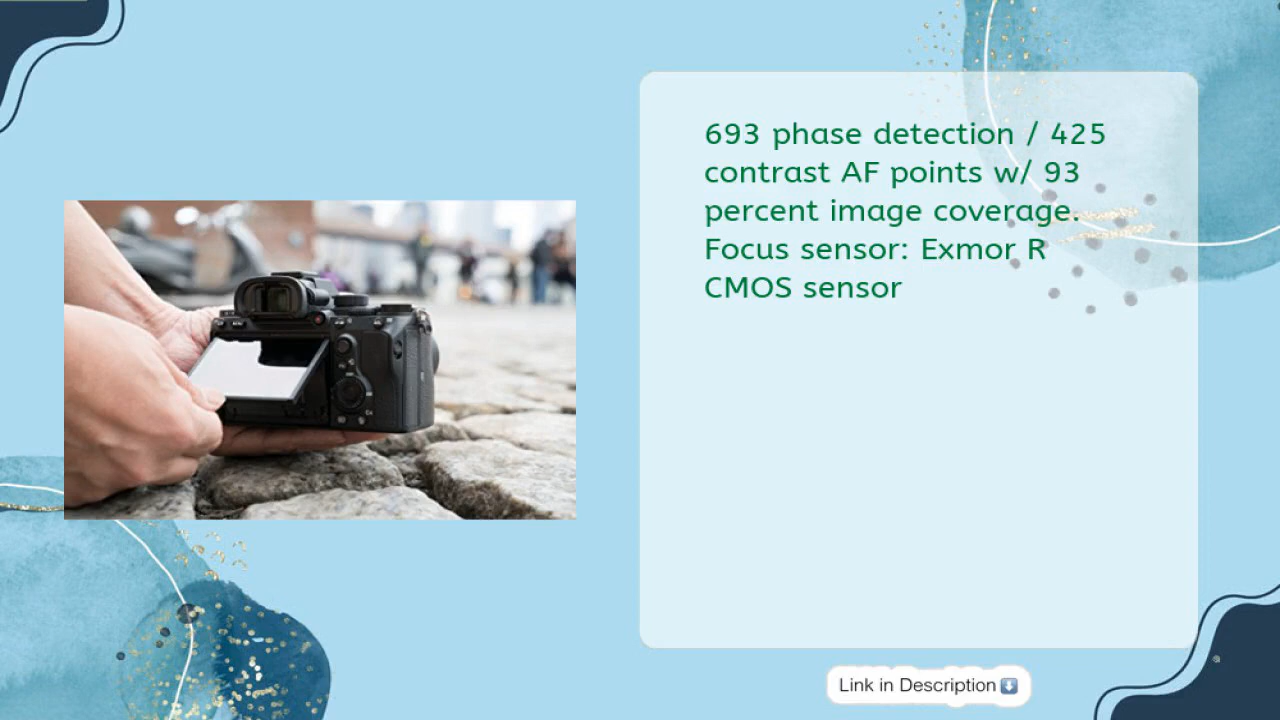 693 phase detection / 425
contrast AF points w/ 93
percent image coverage.
Focus sensor: Exmor R
CMOS sensor
Link in Description⬇️